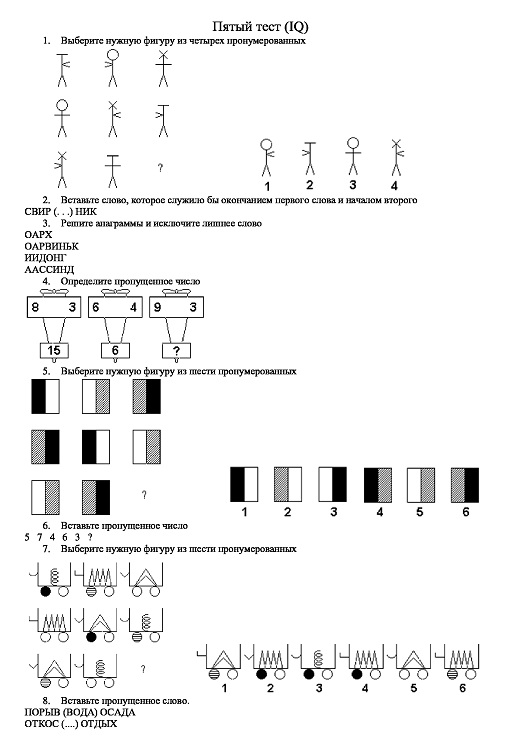 Пятый тест (IQ)
1. Выберите нужную фигуру из четырех пронумерованных
?
1 2 3 4
2. Вставьте слово, которое служило бы окончанием первого слова и началом второго
СВИР (. . .) НИК
3. Решите анаграммы и исключите лишнее слово
ОАРХ
ОАРВИНЬК
ИИДОНГ
ААССИНД
4. Определите пропущенное число
8 3 6 4 9 3
15 6 ?
5. Выберите нужную фигуру из шести пронумерованных
?
1 2 3 4 5 6
6. Вставьте пропущенное число
5 7 4 6 3 ?
7. Выберите нужную фигуру из шести пронумерованных
?
1 2 3 4 5 6
8. Вставьте пропущенное слово.
ПОРЫВ (ВОДА) ОСАДА
ОТКОС (....) ОТДЫХ